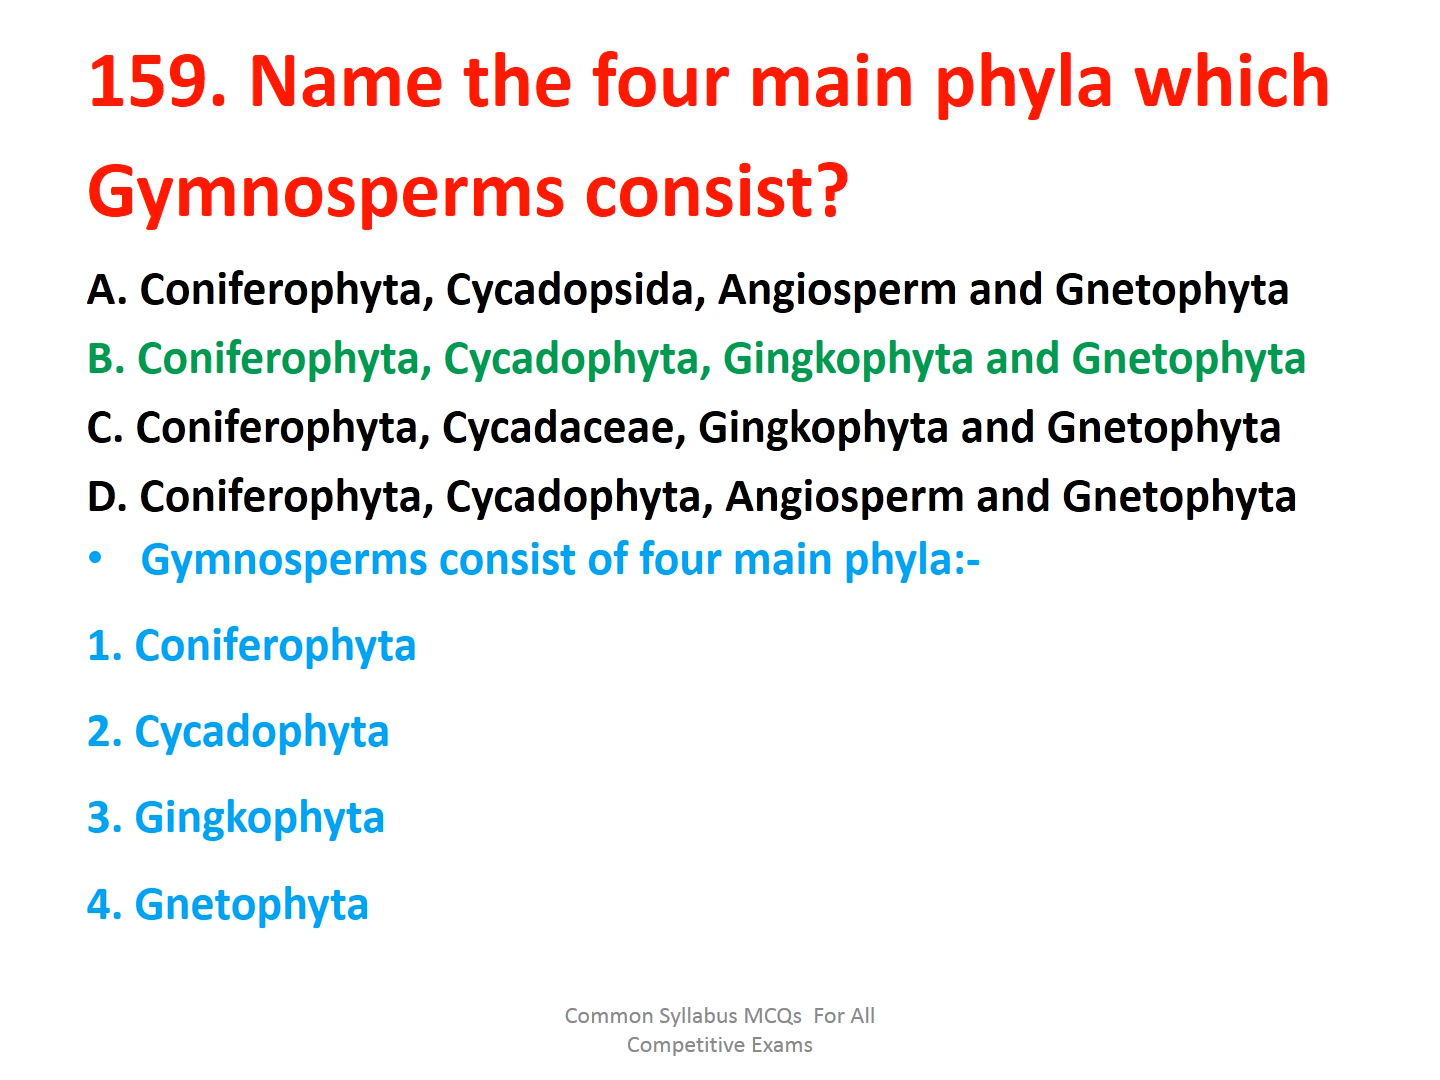 159. Name the four main phyla which
Gymnosperms consist?
A. Coniferophyta, Cycadopsida, Angiosperm and Gnetophyta
B. Coniferophyta, Cycadophyta, Gingkophyta and Gnetophyta
C. Coniferophyta, Cycadaceae, Gingkophyta and Gnetophyta
D. Coniferophyta, Cycadophyta, Angiosperm and Gnetophyta
• Gymnosperms consist of four main phyla:-
1. Coniferophyta
2. Cycadophyta
3. Gingkophyta
4. Gnetophyta
Common Syllabus MCQs For All
Competitive Exams